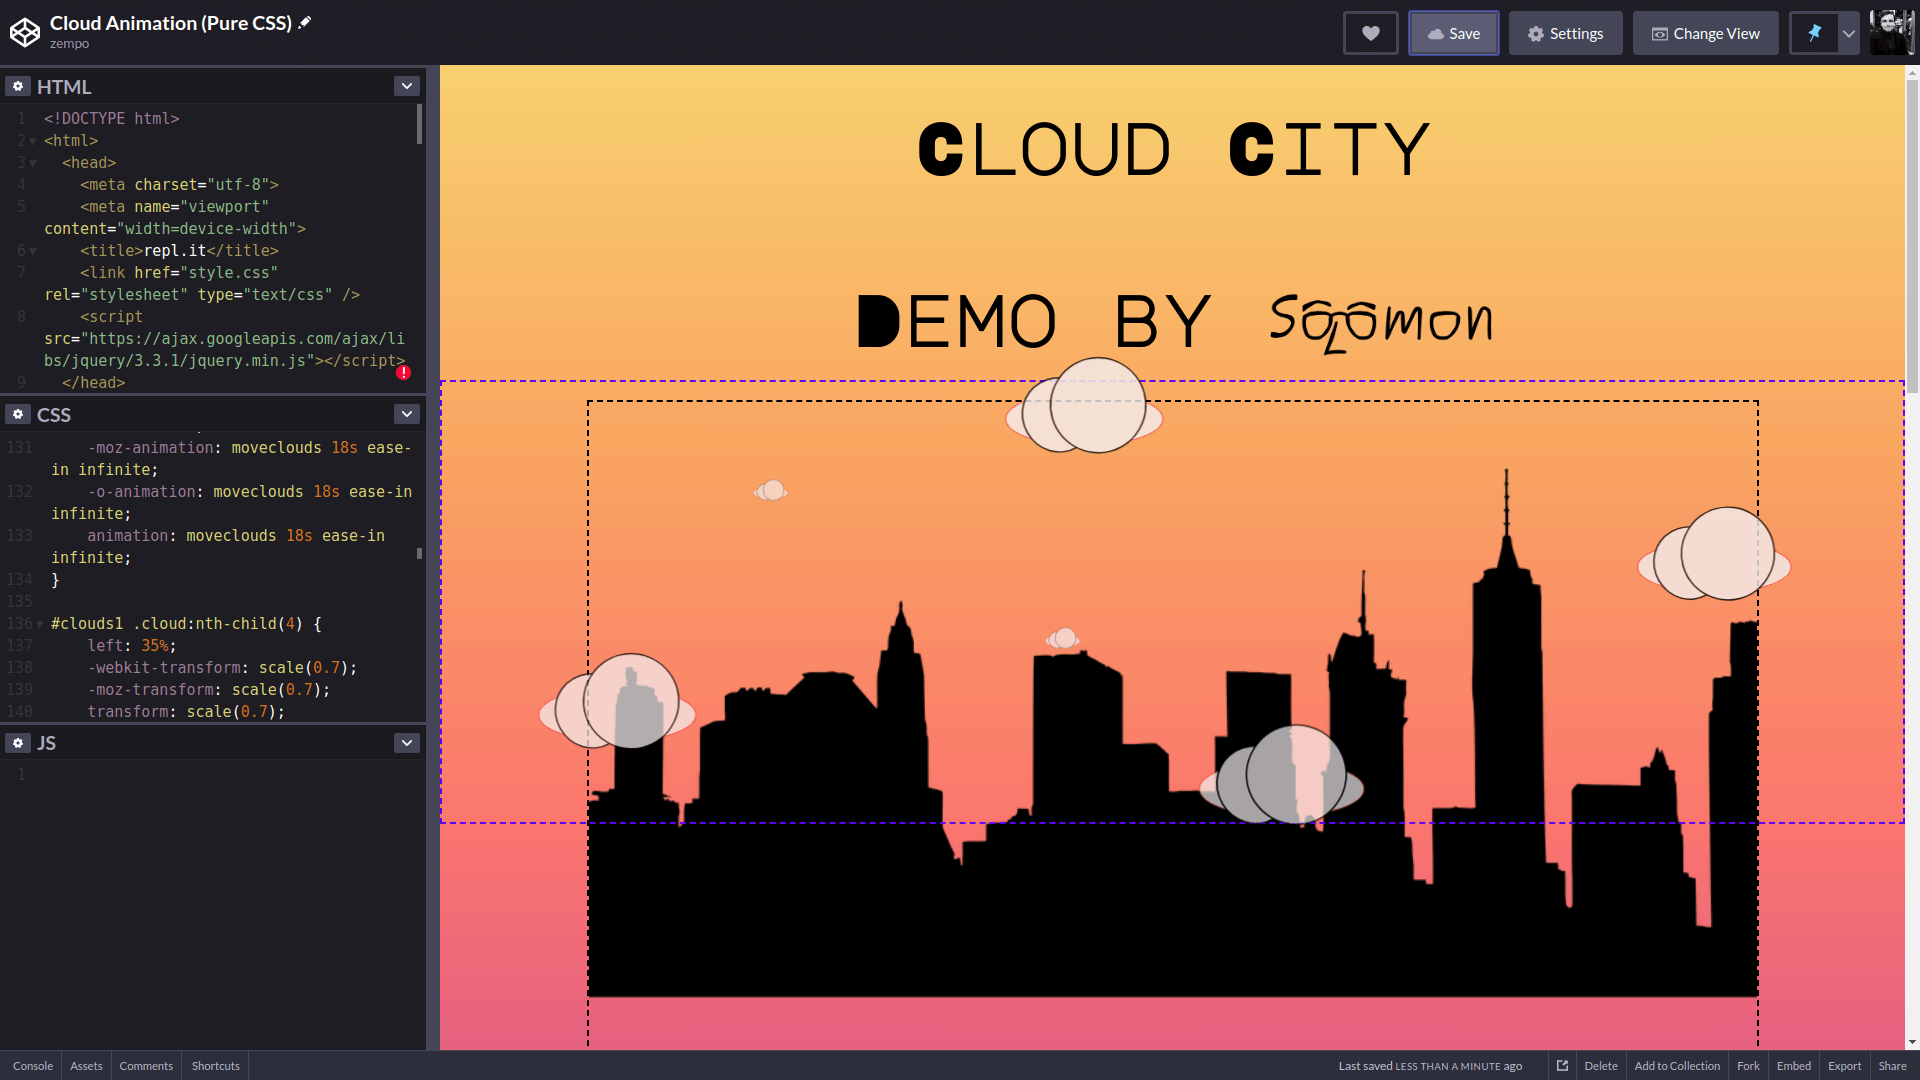 Cloud Animation (Pure CSS)
zempo
Save
Settings
Change View
HTML
1 <!DOCTYPE html>
2 <html>
3 <head>
4 <meta charset="utf-8">
5 <meta name="viewport"
content="width=device-width">
6 <title>repl.it</title>
7 <link href="style.css"
rel="stylesheet" type="text/css" />
8 <script
src="https://ajax.googleapis.com/ajax/li
bs/jquery/3.3.1/jquery.min.js"></script>
9 </head>
!
CSS
131 -moz-animation: moveclouds 18s ease-
in infinite;
132 -o-animation: moveclouds 18s ease-in
infinite;
133 animation: moveclouds 18s ease-in
infinite;
134 }
135
136 #clouds1 .cloud:nth-child(4) {
137 left: 35%;
138 -webkit-transform: scale(0.7);
139 -moz-transform: scale(0.7);
140 transform: scale(0.7);
JS
1
Cloud City
Demo by Solomon
Console
Assets
Comments
Shortcuts
Last saved LESS THAN A MINUTE ago
Delete
Add to Collection
Fork
Embed
Export
Share